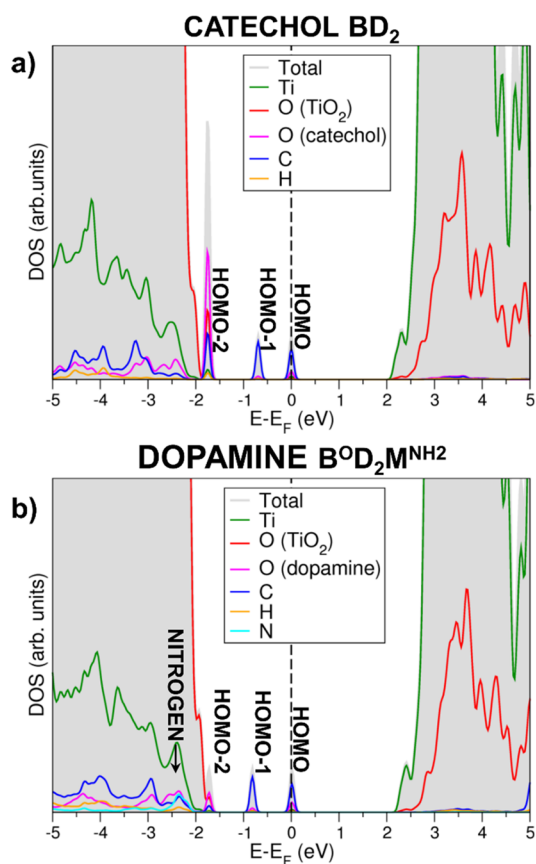 CATECHOL BD₂
a)
Total
Ti
O (TiO₂)
O (catechol)
C
H
DOS (arb.units)
HOMO-2
HOMO-1
HOMO
-5 -4 -3 -2 -1 0 1 2 3 4 5
E-E_F (eV)
DOPAMINE BᴼD₂Mᴺᴴ²
b)
Total
Ti
O (TiO₂)
O (dopamine)
C
H
N
DOS (arb. units)
NITROGEN
HOMO-2
HOMO-1
HOMO
-5 -4 -3 -2 -1 0 1 2 3 4 5
E-E_F (eV)